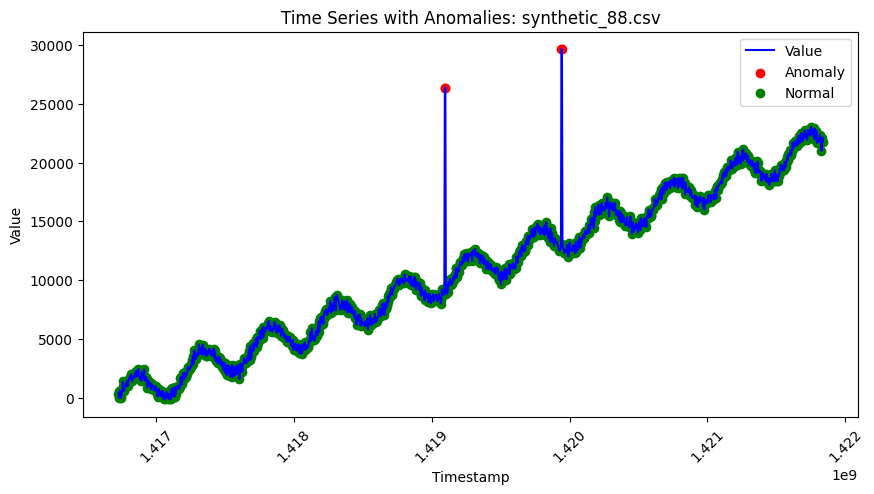 Time Series with Anomalies: synthetic_88.csv
30000
25000
20000
15000
10000
5000
0
Value
Value
Anomaly
Normal
1.417
1.418
1.419
1.420
1.421
1.422
1e9
Timestamp